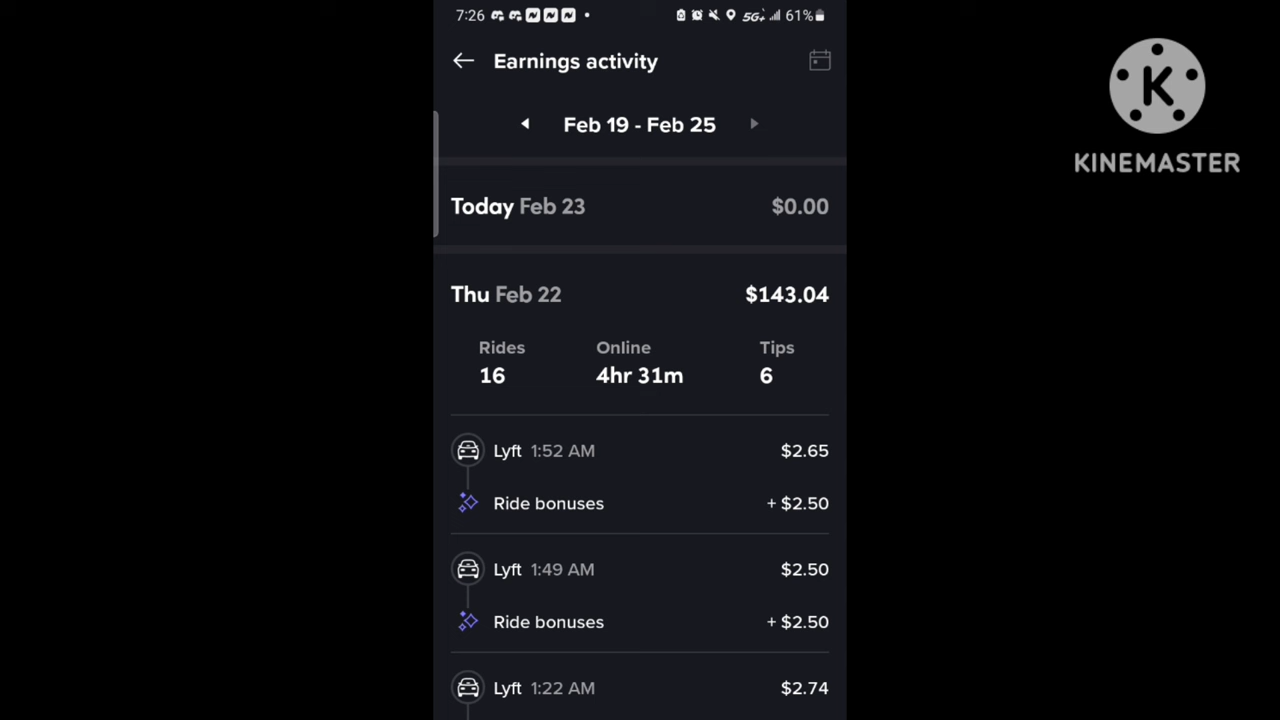 7:26 5G+ 61%
Earnings activity
KINEMASTER
Feb 19 - Feb 25
Today Feb 23 $0.00
Thu Feb 22 $143.04
Rides Online Tips
16 4hr 31m 6
Lyft 1:52 AM $2.65
Ride bonuses + $2.50
Lyft 1:49 AM $2.50
Ride bonuses + $2.50
Lyft 1:22 AM $2.74